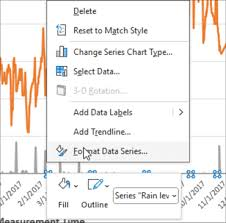 Delete
Reset to Match Style
Change Series Chart Type...
Select Data...
3-D Rotation...
Add Data Labels
Add Trendline...
Format Data Series...
Fill
Outline
Series "Rain lev
Measurement Time